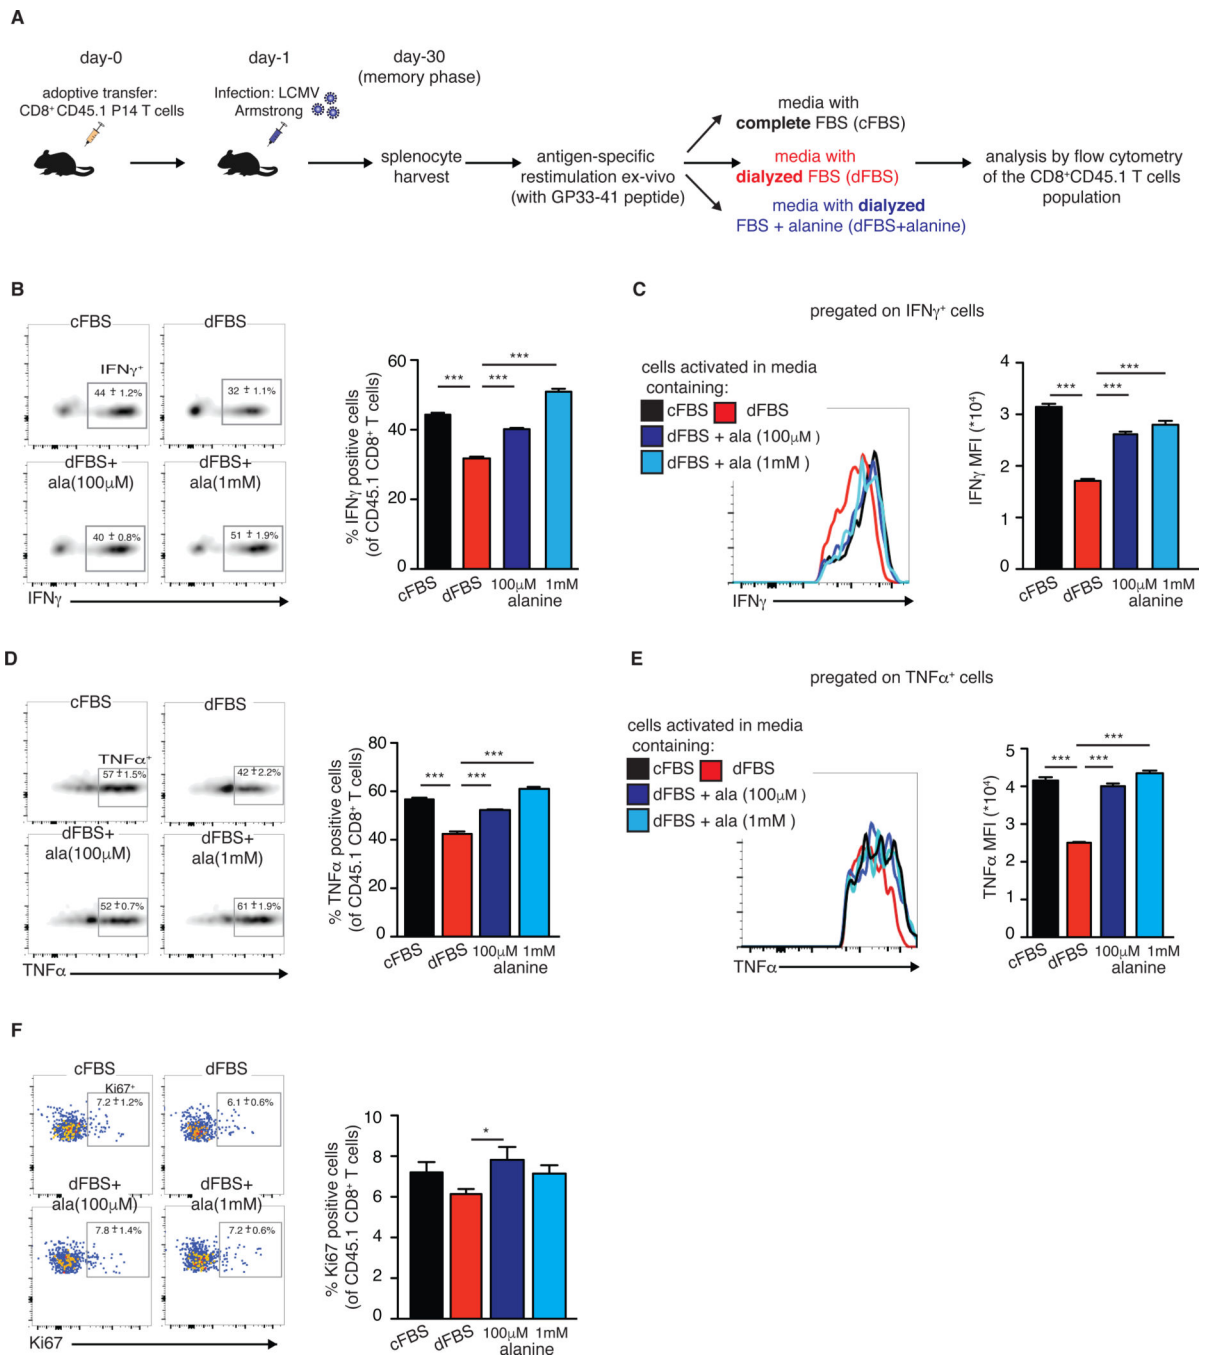 A
day-0
day-1
day-30
(memory phase)
adoptive transfer:
CD8⁺CD45.1 P14 T cells
Infection: LCMV
Armstrong
splenocyte
harvest
antigen-specific
restimulation ex-vivo
(with GP33-41 peptide)
media with
complete FBS (cFBS)
media with
dialyzed FBS (dFBS)
media with dialyzed
FBS + alanine (dFBS+alanine)
analysis by flow cytometry
of the CD8⁺CD45.1 T cells
population
B
cFBS
dFBS
IFNγ⁺
44 ± 1.2%
32 ± 1.1%
dFBS+
ala(100μM)
dFBS+
ala(1mM)
40 ± 0.8%
51 ± 1.9%
IFNγ
% IFNγ positive cells
(of CD45.1 CD8⁺ T cells)
60
40
20
0
***
***
***
cFBS
dFBS
100μM
1mM
alanine
C
pregated on IFNγ⁺ cells
cells activated in media
containing:
cFBS
dFBS
dFBS + ala (100μM )
dFBS + ala (1mM )
IFNγ
IFNγ MFI (*10⁴)
4
3
2
1
0
***
***
***
cFBS
dFBS
100μM
1mM
alanine
D
cFBS
dFBS
TNFα⁺
57 ± 1.5%
42 ± 2.2%
dFBS+
ala(100μM)
dFBS+
ala(1mM)
52 ± 0.7%
61 ± 1.9%
TNFα
% TNFα positive cells
(of CD45.1 CD8⁺ T cells)
80
60
40
20
0
***
***
***
cFBS
dFBS
100μM
1mM
alanine
E
pregated on TNFα⁺ cells
cells activated in media
containing:
cFBS
dFBS
dFBS + ala (100μM )
dFBS + ala (1mM )
TNFα
TNFα MFI (*10⁴)
5
4
3
2
1
0
***
***
***
cFBS
dFBS
100μM
1mM
alanine
F
cFBS
dFBS
Ki67⁺
7.2 ± 1.2%
6.1 ± 0.6%
dFBS+
ala(100μM)
dFBS+
ala(1mM)
7.8 ± 1.4%
7.2 ± 0.6%
Ki67
% Ki67 positive cells
(of CD45.1 CD8⁺ T cells)
10
8
6
4
2
0
*
cFBS
dFBS
100μM
1mM
alanine